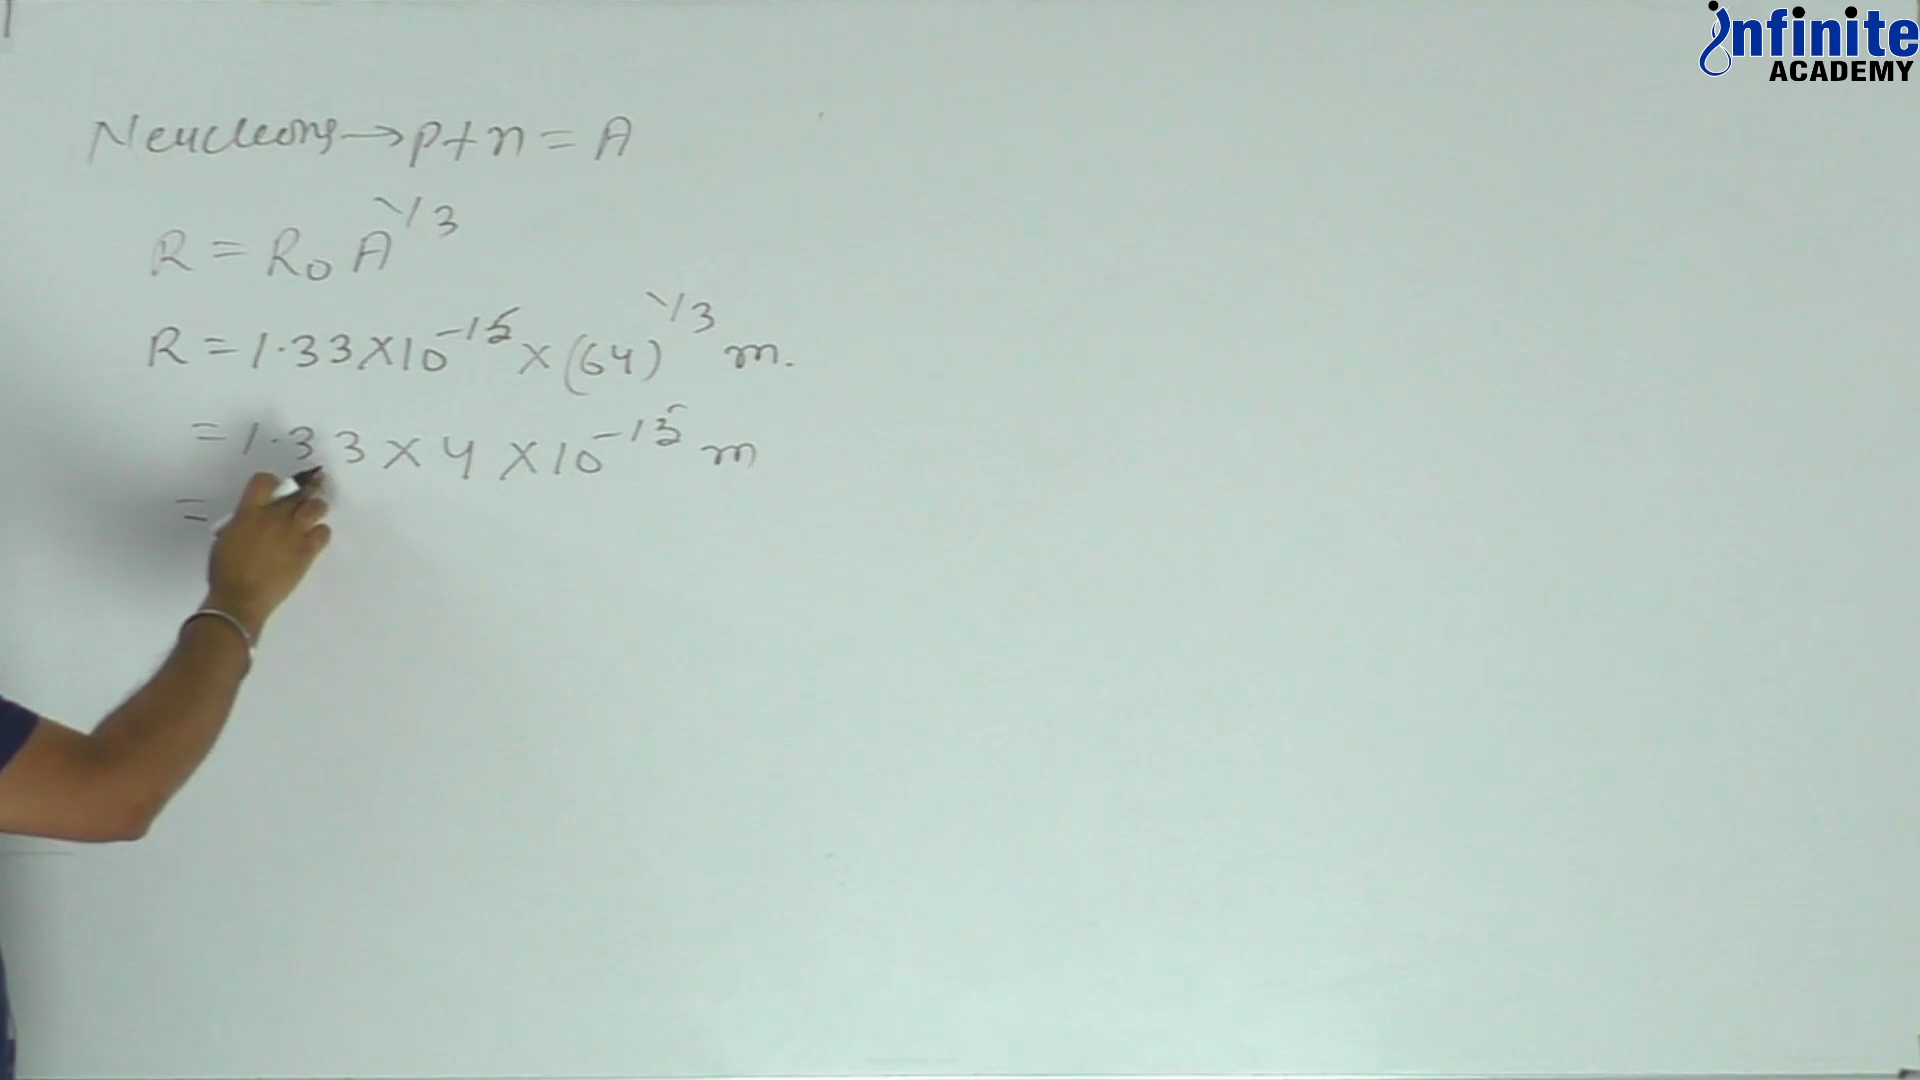 infinite
ACADEMY
Neucleons → p+n = A
R = R₀ A^1/3
R = 1.33 × 10^-15 × (64)^1/3 m.
= 1.33 × 4 × 10^-15 m
=